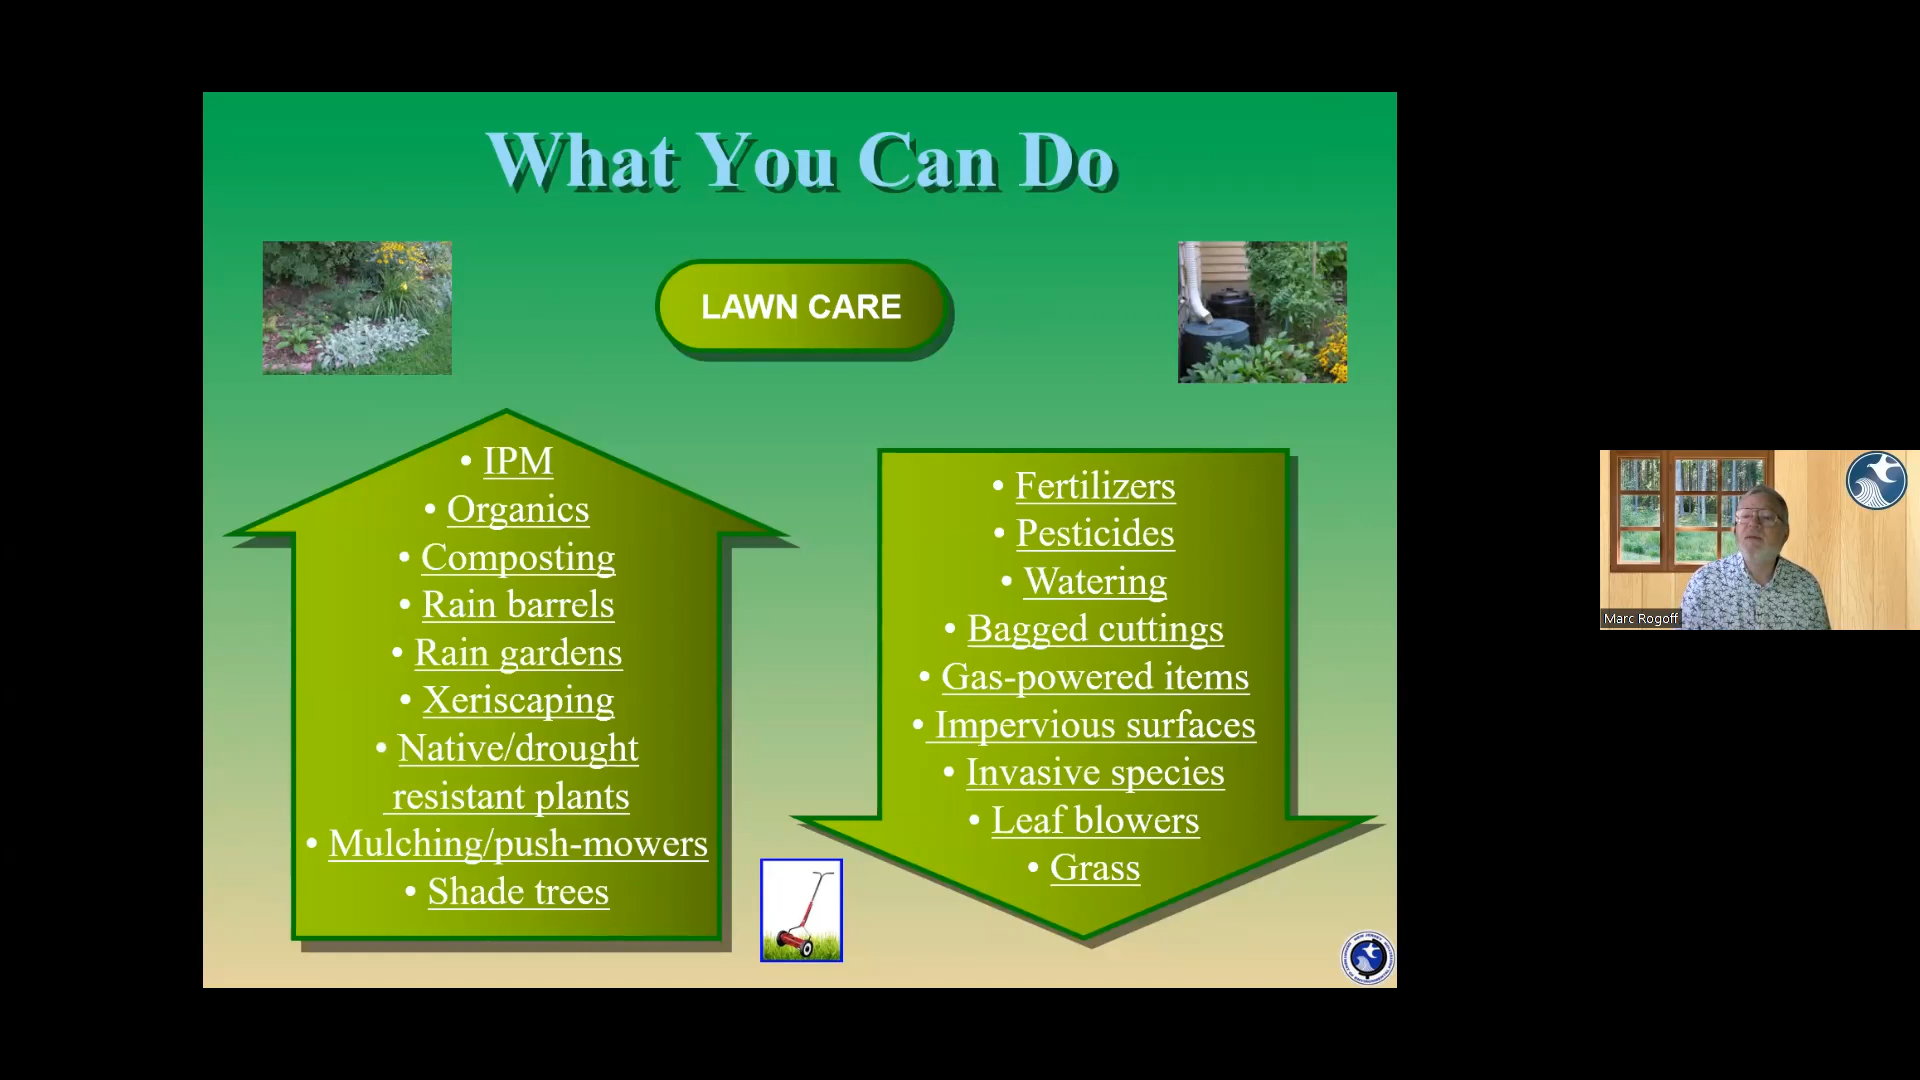 What You Can Do
LAWN CARE
• IPM
• Organics
• Composting
• Rain barrels
• Rain gardens
• Xeriscaping
• Native/drought
resistant plants
• Mulching/push-mowers
• Shade trees
• Fertilizers
• Pesticides
• Watering
• Bagged cuttings
• Gas-powered items
• Impervious surfaces
• Invasive species
• Leaf blowers
• Grass
Marc Rogoff